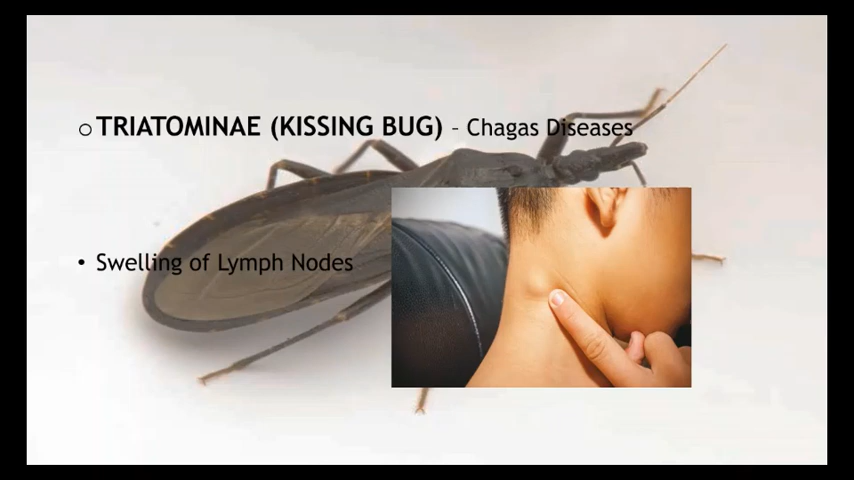 ○ TRIATOMINAE (KISSING BUG) – Chagas Diseases
• Swelling of Lymph Nodes